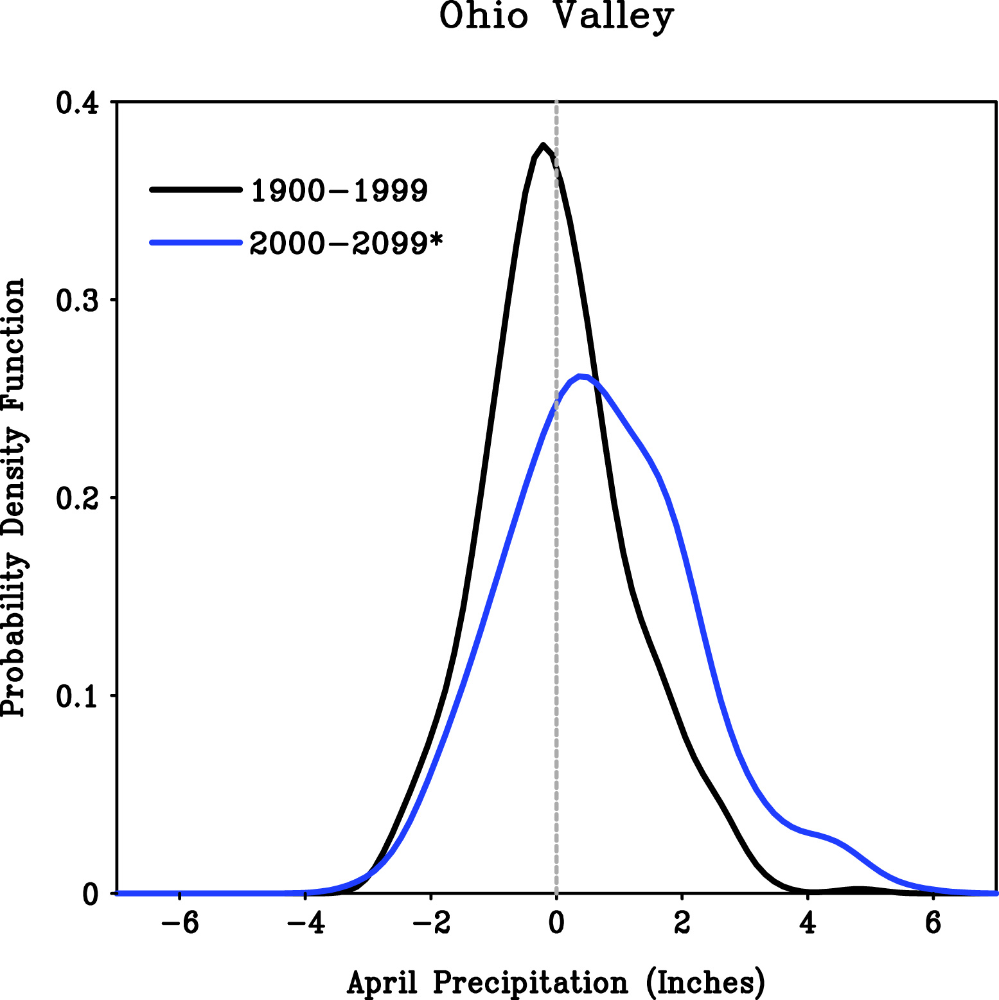 Ohio Valley
0.4
1900-1999
2000-2099*
0.3
0.2
0.1
0
Probability Density Function
-6 -4 -2 0 2 4 6
April Precipitation (Inches)